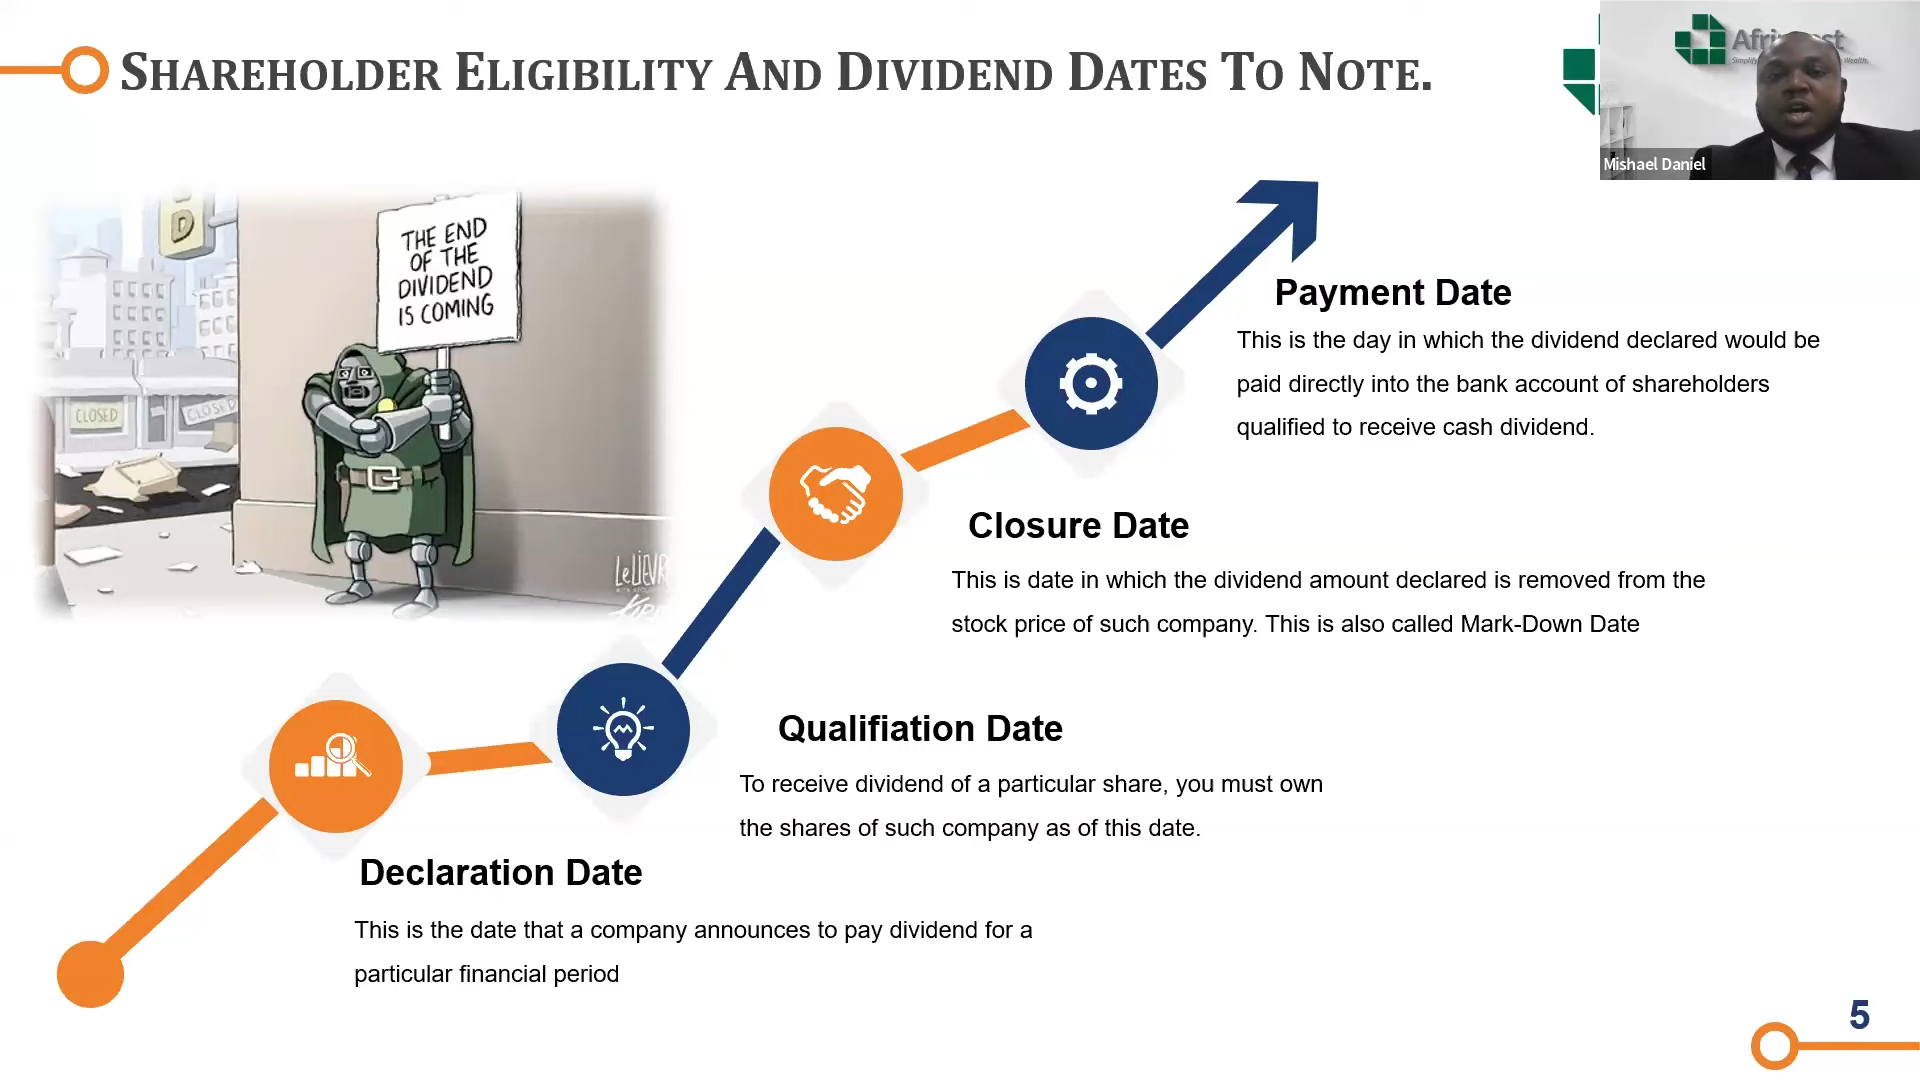 SHAREHOLDER ELIGIBILITY AND DIVIDEND DATES TO NOTE.
Mishael Daniel
D
THE END
OF THE
DIVIDEND
IS COMING
CLOSED
CLOSED
Payment Date
This is the day in which the dividend declared would be
paid directly into the bank account of shareholders
qualified to receive cash dividend.
Closure Date
This is date in which the dividend amount declared is removed from the
stock price of such company. This is also called Mark-Down Date
Qualifiation Date
To receive dividend of a particular share, you must own
the shares of such company as of this date.
Declaration Date
This is the date that a company announces to pay dividend for a
particular financial period
5